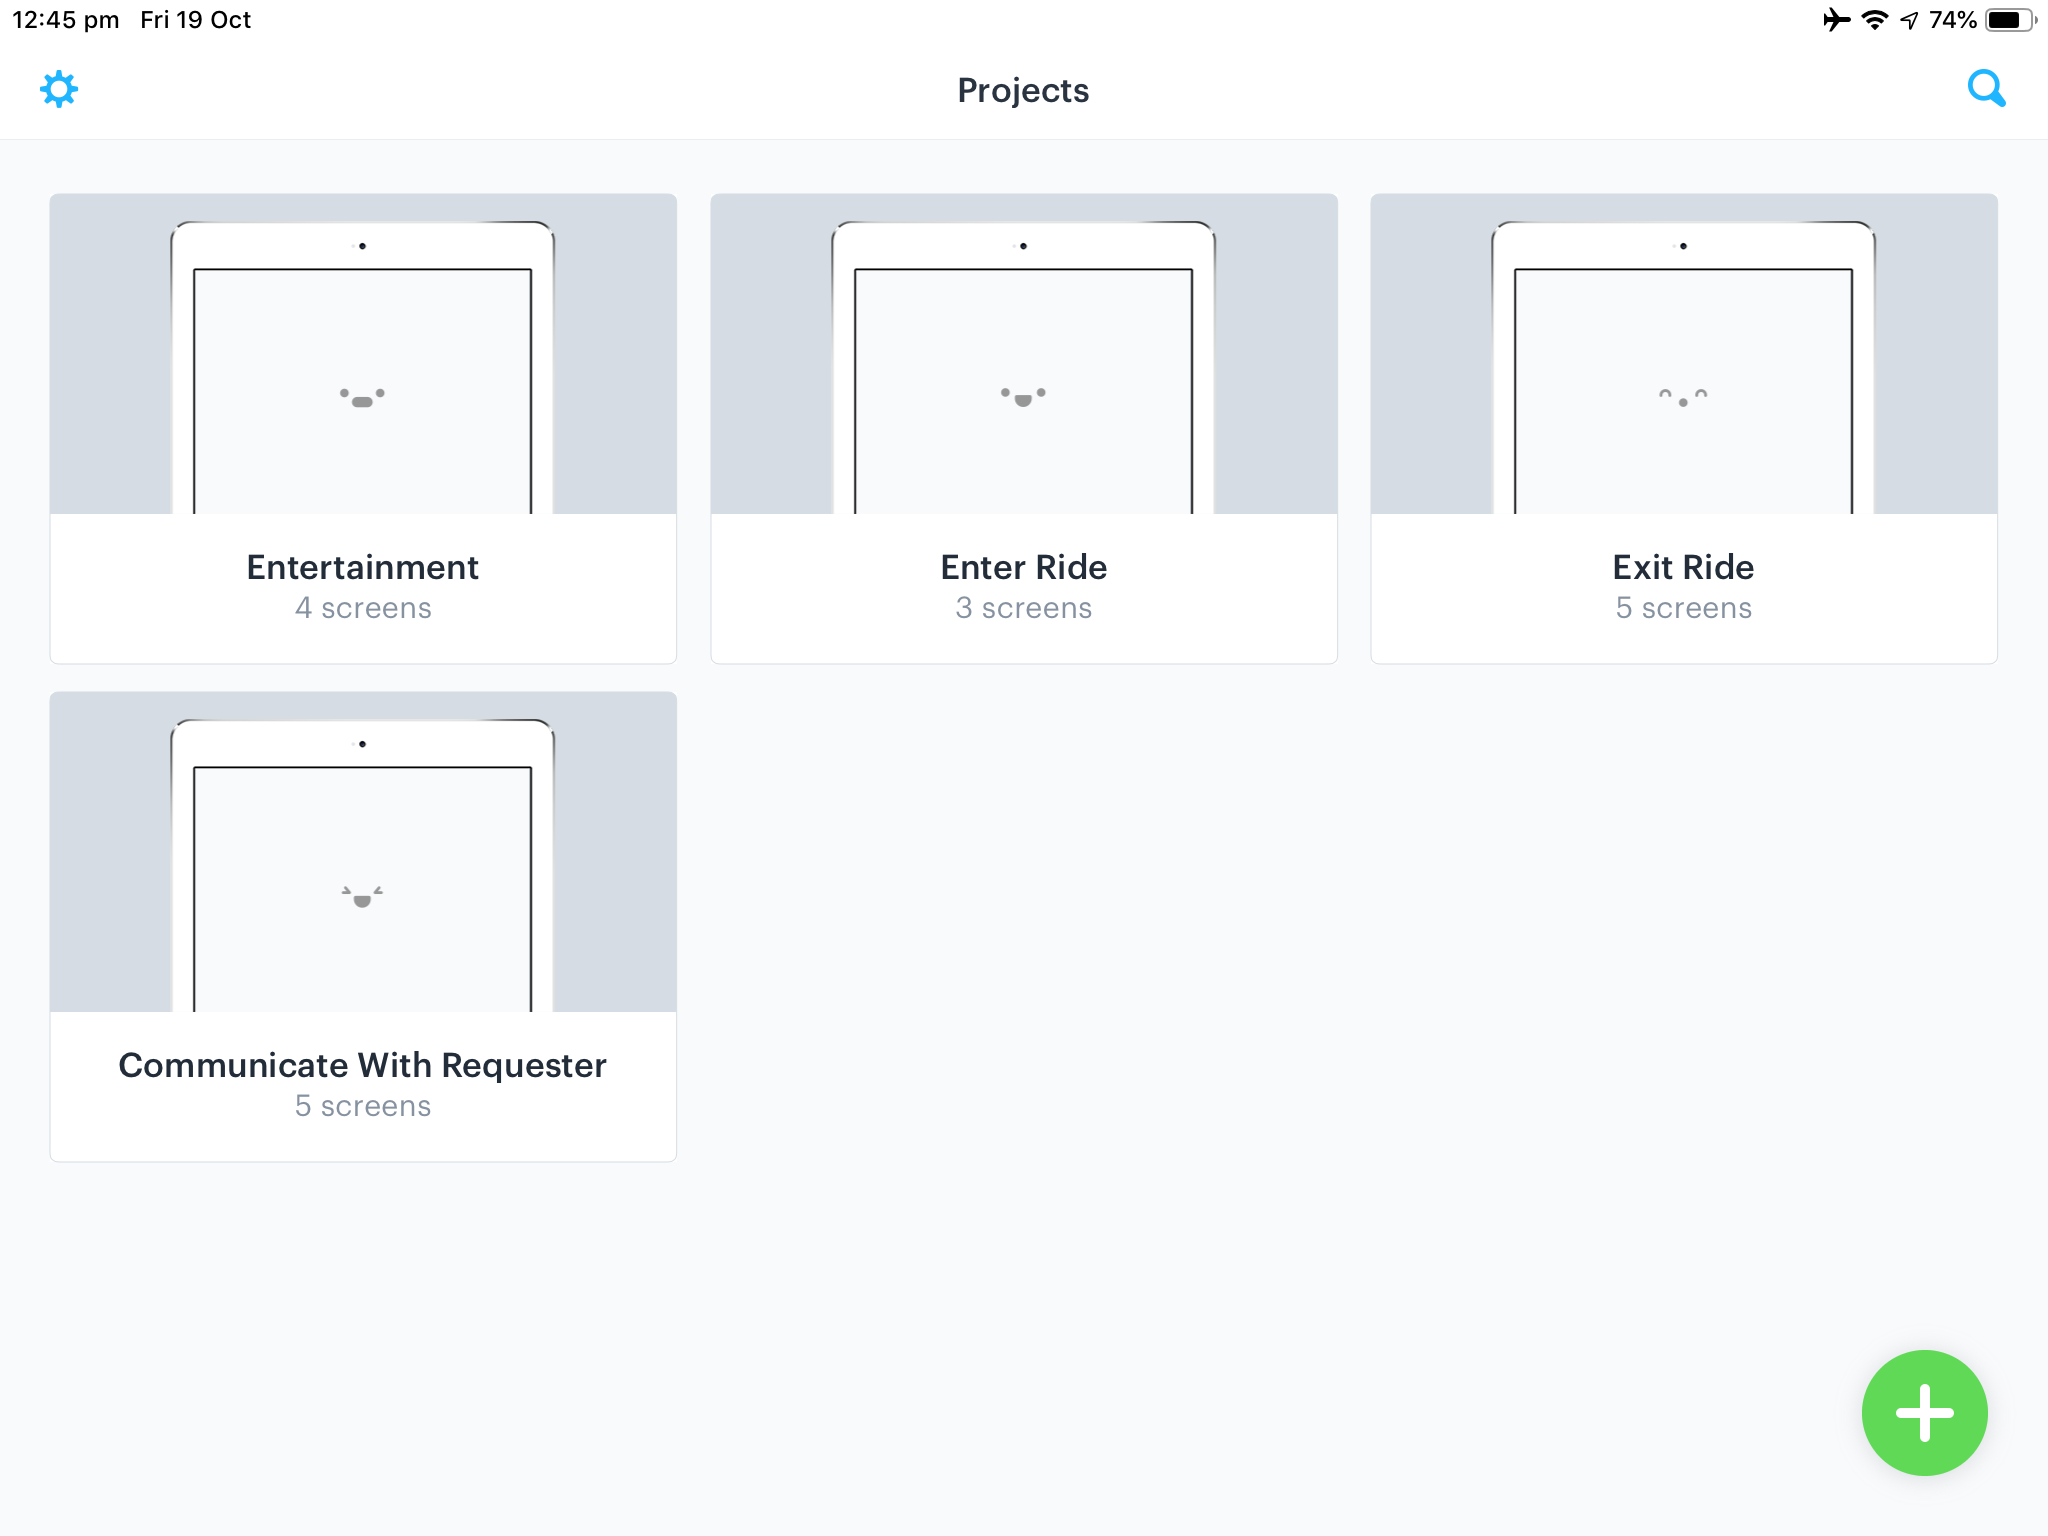 12:45 pm Fri 19 Oct 74%
Projects
Entertainment
4 screens
Enter Ride
3 screens
Exit Ride
5 screens
Communicate With Requester
5 screens